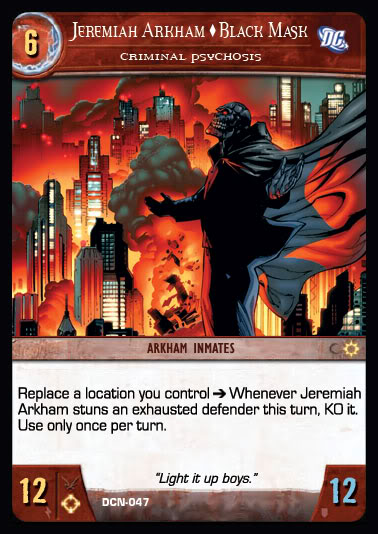 6
JEREMIAH ARKHAM ♦ BLACK MASK
DC
CRIMINAL PSYCHOSIS
ARKHAM INMATES
C
Replace a location you control ➔ Whenever Jeremiah
Arkham stuns an exhausted defender this turn, KO it.
Use only once per turn.
"Light it up boys."
12
DCN-047
12